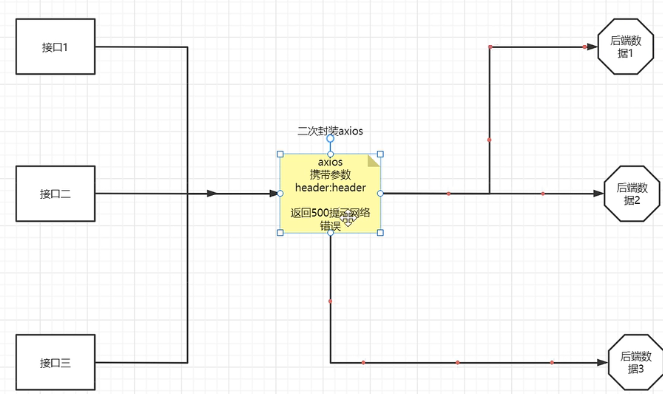 接口1
后端数
据1
二次封装axios
axios
携带参数
header:header
返回500提示网络
错误
接口二
后端数
据2
接口三
后端数
据3